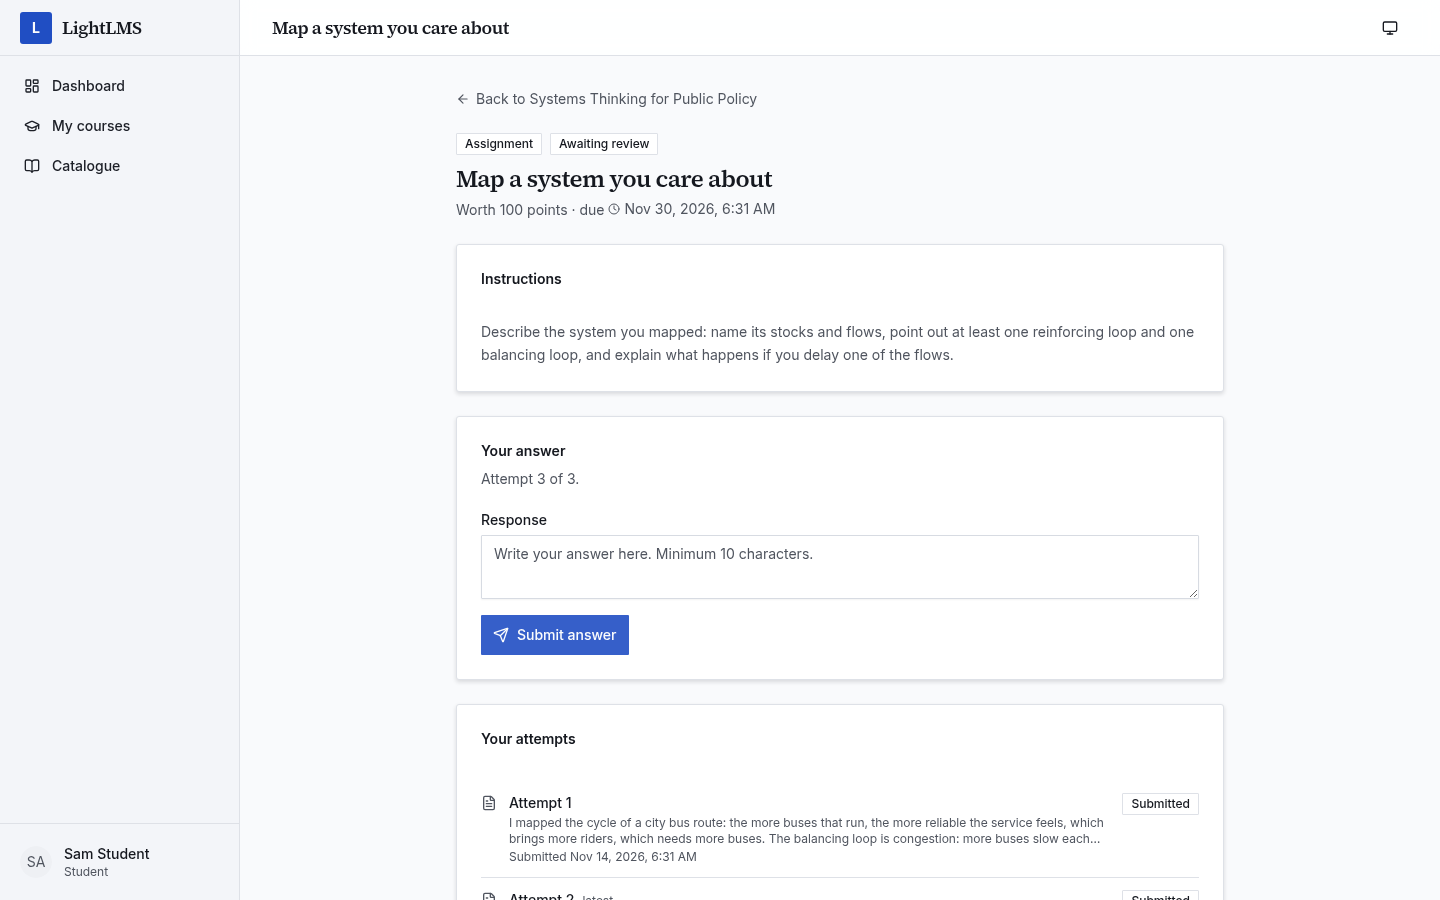 L LightLMS
Map a system you care about
Dashboard
My courses
Catalogue
Back to Systems Thinking for Public Policy
Assignment
Awaiting review
Map a system you care about
Worth 100 points · due Nov 30, 2026, 6:31 AM
Instructions
Describe the system you mapped: name its stocks and flows, point out at least one reinforcing loop and one
balancing loop, and explain what happens if you delay one of the flows.
Your answer
Attempt 3 of 3.
Response
Write your answer here. Minimum 10 characters.
Submit answer
Your attempts
Attempt 1
Submitted
I mapped the cycle of a city bus route: the more buses that run, the more reliable the service feels, which
brings more riders, which needs more buses. The balancing loop is congestion: more buses slow each…
Submitted Nov 14, 2026, 6:31 AM
Attempt 2 latest
Submitted
SA
Sam Student
Student